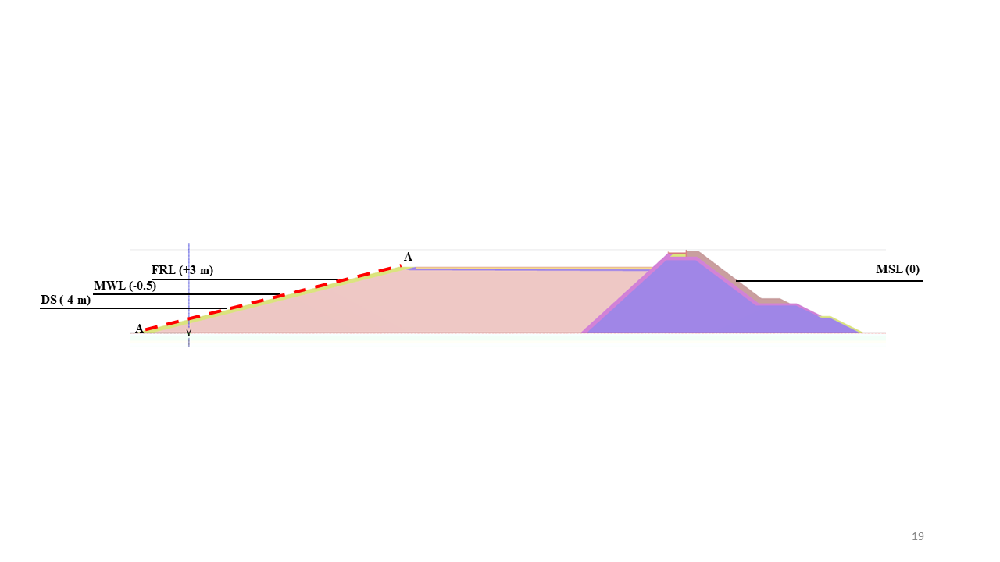 A
FRL (+3 m)
MSL (0)
MWL (-0.5)
DS (-4 m)
A
Y
19